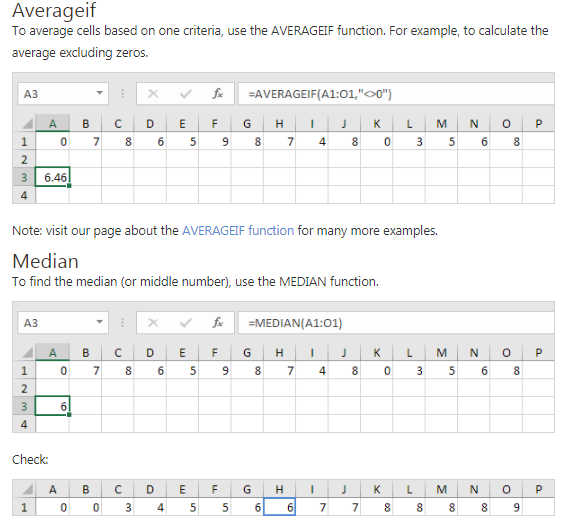 Averageif
To average cells based on one criteria, use the AVERAGEIF function. For example, to calculate the
average excluding zeros.
A3 fx =AVERAGEIF(A1:O1,"<>0")
A B C D E F G H I J K L M N O P
1 0 7 8 6 5 9 8 7 4 8 0 3 5 6 8
2
3 6.46
4
Note: visit our page about the AVERAGEIF function for many more examples.
Median
To find the median (or middle number), use the MEDIAN function.
A3 fx =MEDIAN(A1:O1)
A B C D E F G H I J K L M N O P
1 0 7 8 6 5 9 8 7 4 8 0 3 5 6 8
2
3 6
4
Check:
A B C D E F G H I J K L M N O P
1 0 0 3 4 5 5 6 6 7 7 8 8 8 8 9